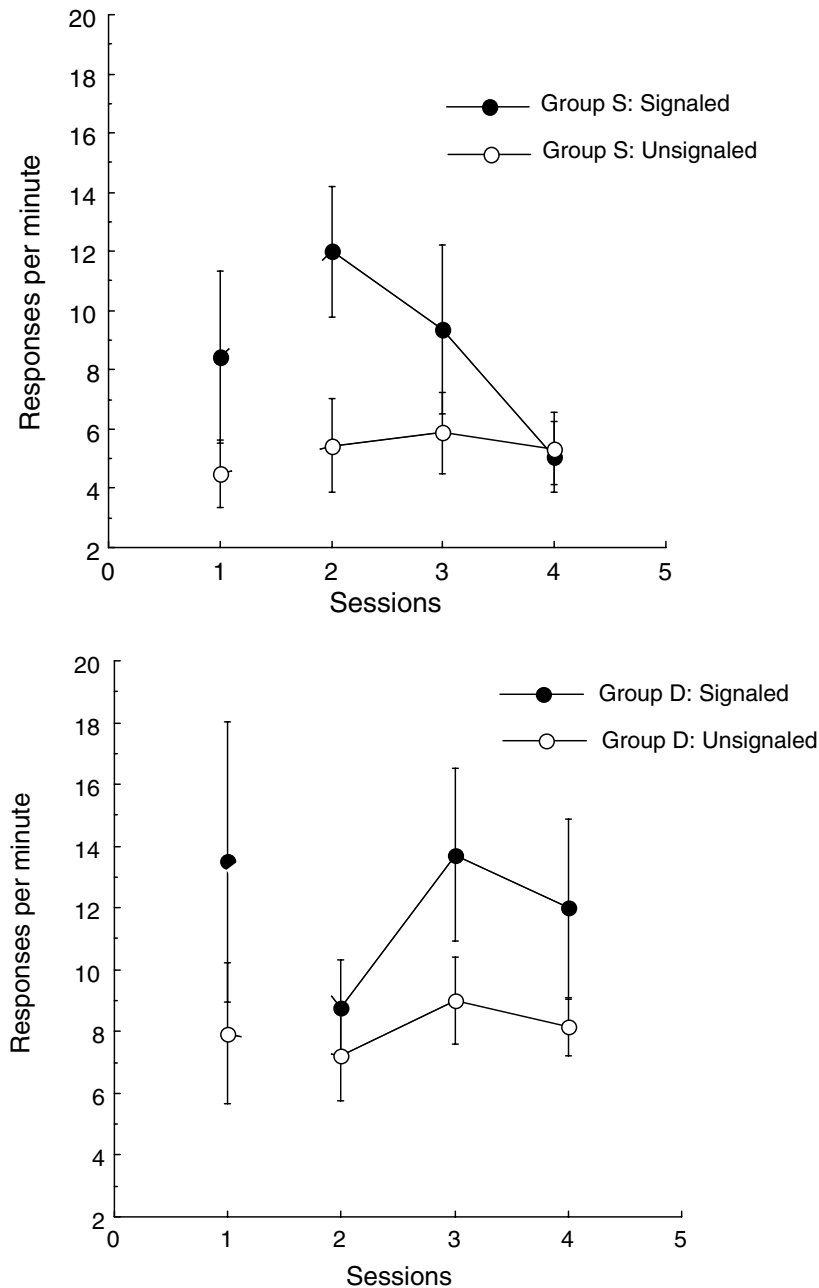 20
18
16
14
12
10
8
6
4
2
Responses per minute
Group S: Signaled
Group S: Unsignaled
0 1 2 3 4 5
Sessions
20
18
16
14
12
10
8
6
4
2
Responses per minute
Group D: Signaled
Group D: Unsignaled
0 1 2 3 4 5
Sessions